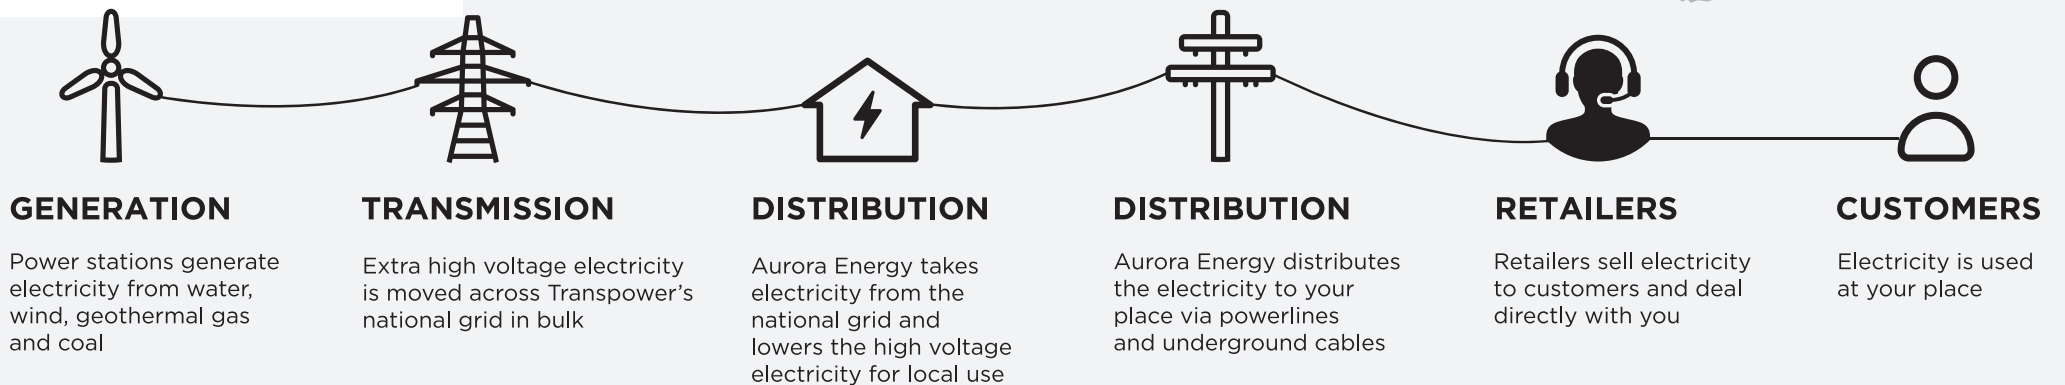 GENERATION
Power stations generate
electricity from water,
wind, geothermal gas
and coal
TRANSMISSION
Extra high voltage electricity
is moved across Transpower's
national grid in bulk
DISTRIBUTION
Aurora Energy takes
electricity from the
national grid and
lowers the high voltage
electricity for local use
DISTRIBUTION
Aurora Energy distributes
the electricity to your
place via powerlines
and underground cables
RETAILERS
Retailers sell electricity
to customers and deal
directly with you
CUSTOMERS
Electricity is used
at your place